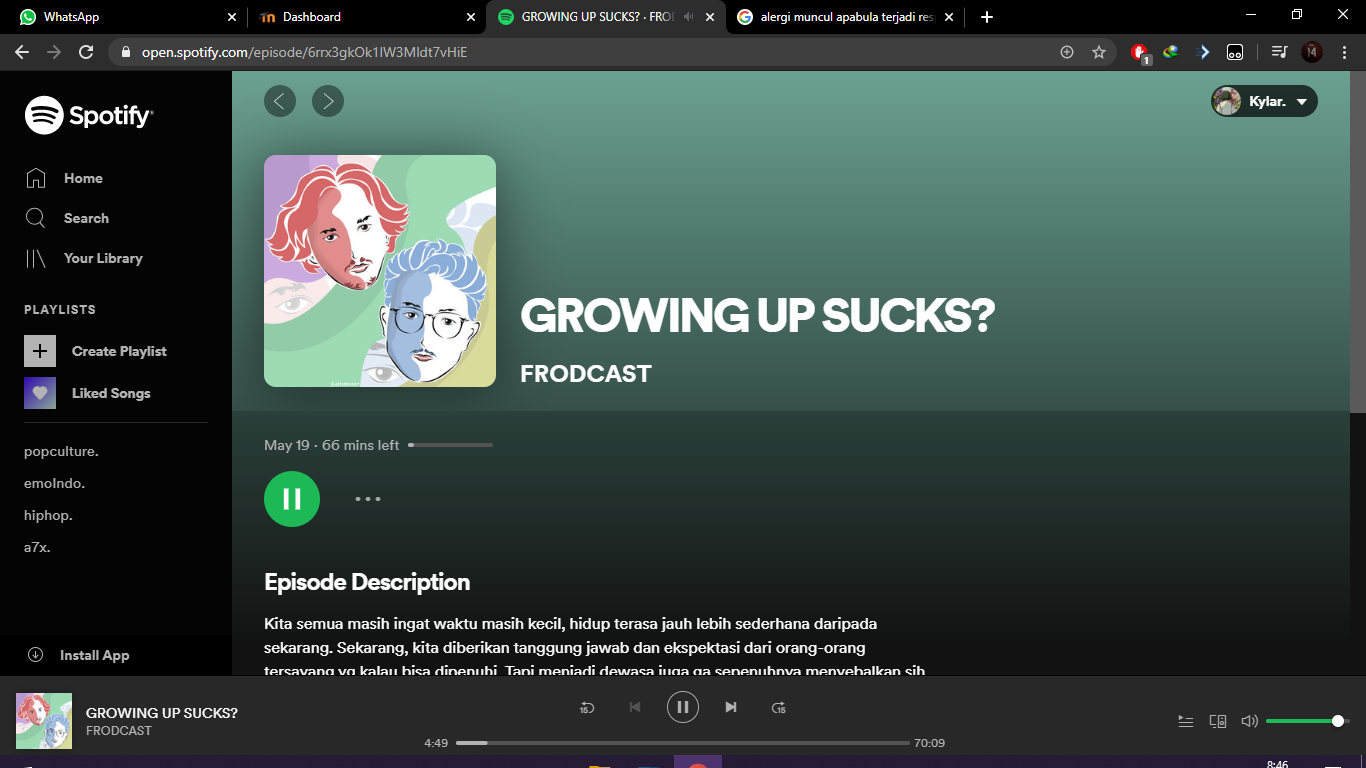 WhatsApp
Dashboard
GROWING UP SUCKS? · FRO
alergi muncul apabula terjadi res
open.spotify.com/episode/6rrx3gkOk1IW3MIdt7vHiE
1
14
Spotify
Kylar.
Home
Search
Your Library
PLAYLISTS
Create Playlist
Liked Songs
popculture.
emoIndo.
hiphop.
a7x.
Install App
GROWING UP SUCKS?
FRODCAST
May 19 · 66 mins left
Episode Description
Kita semua masih ingat waktu masih kecil, hidup terasa jauh lebih sederhana daripada
sekarang. Sekarang, kita diberikan tanggung jawab dan ekspektasi dari orang-orang
tersayang yg kalau bisa dipenuhi. Tapi menjadi dewasa juga ga sepenuhnya menyebalkan sih
GROWING UP SUCKS?
FRODCAST
15
15
4:49
70:09
8:46